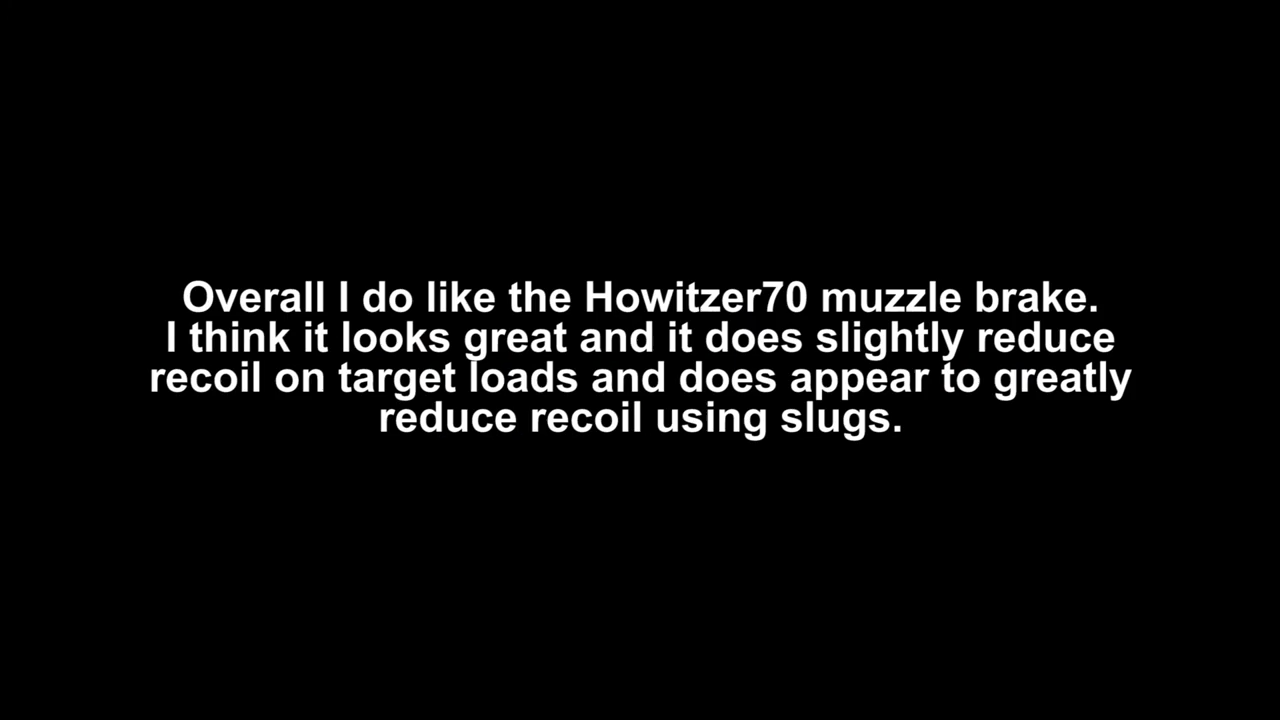 Overall I do like the Howitzer70 muzzle brake.
I think it looks great and it does slightly reduce
recoil on target loads and does appear to greatly
reduce recoil using slugs.